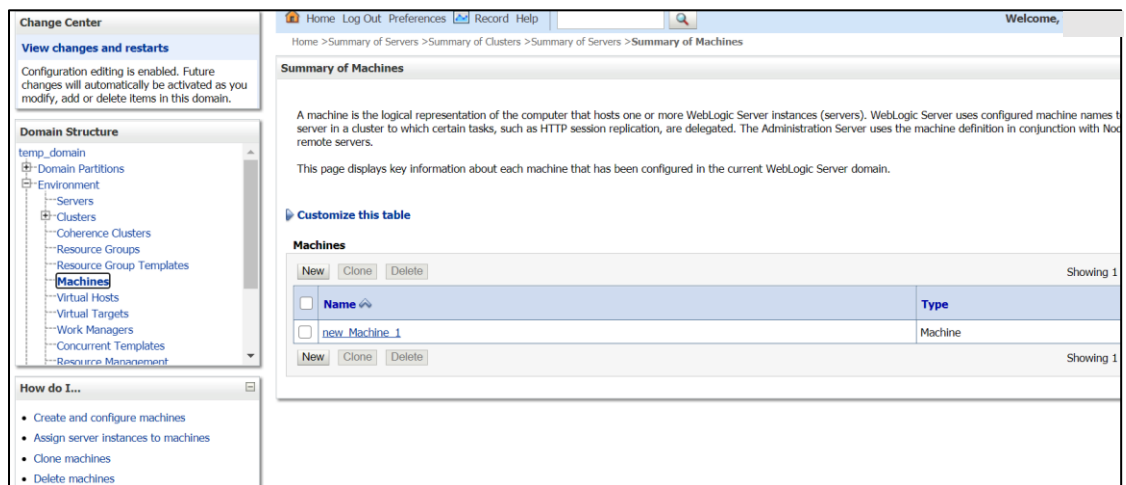 Change Center
View changes and restarts
Configuration editing is enabled. Future
changes will automatically be activated as you
modify, add or delete items in this domain.
Domain Structure
temp_domain
Domain Partitions
Environment
Servers
Clusters
Coherence Clusters
Resource Groups
Resource Group Templates
Machines
Virtual Hosts
Virtual Targets
Work Managers
Concurrent Templates
Resource Management
How do I...
Create and configure machines
Assign server instances to machines
Clone machines
Delete machines
Home Log Out Preferences Record Help
Welcome,
Home >Summary of Servers >Summary of Clusters >Summary of Servers >Summary of Machines
Summary of Machines
A machine is the logical representation of the computer that hosts one or more WebLogic Server instances (servers). WebLogic Server uses configured machine names t
server in a cluster to which certain tasks, such as HTTP session replication, are delegated. The Administration Server uses the machine definition in conjunction with Noc
remote servers.
This page displays key information about each machine that has been configured in the current WebLogic Server domain.
Customize this table
Machines
New Clone Delete Showing 1
Name Type
new_Machine_1 Machine
New Clone Delete Showing 1